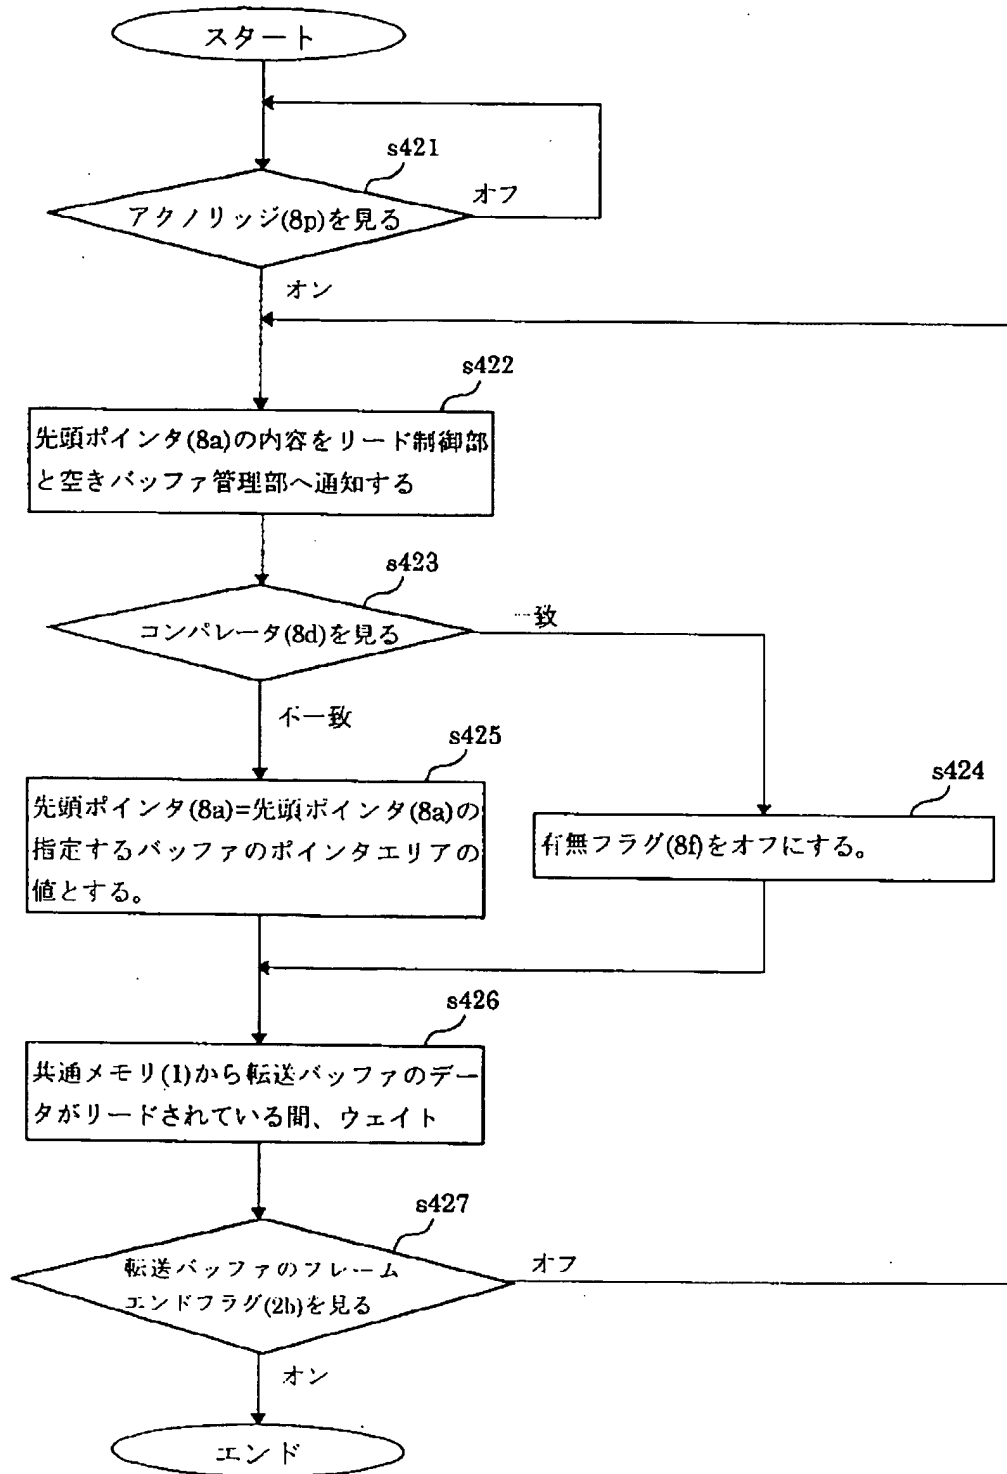 スタート
s421
アクノリッジ(8p)を見る
オフ
オン
s422
先頭ポインタ(8a)の内容をリード制御部
と空きバッファ管理部へ通知する
s423
コンパレータ(8d)を見る
一致
不一致
s425
先頭ポインタ(8a)=先頭ポインタ(8a)の
指定するバッファのポインタエリアの
値とする。
s424
有無フラグ(8f)をオフにする。
s426
共通メモリ(1)から転送バッファのデー
タがリードされている間、ウェイト
s427
転送バッファのフレーム
エンドフラグ(2b)を見る
オフ
オン
エンド